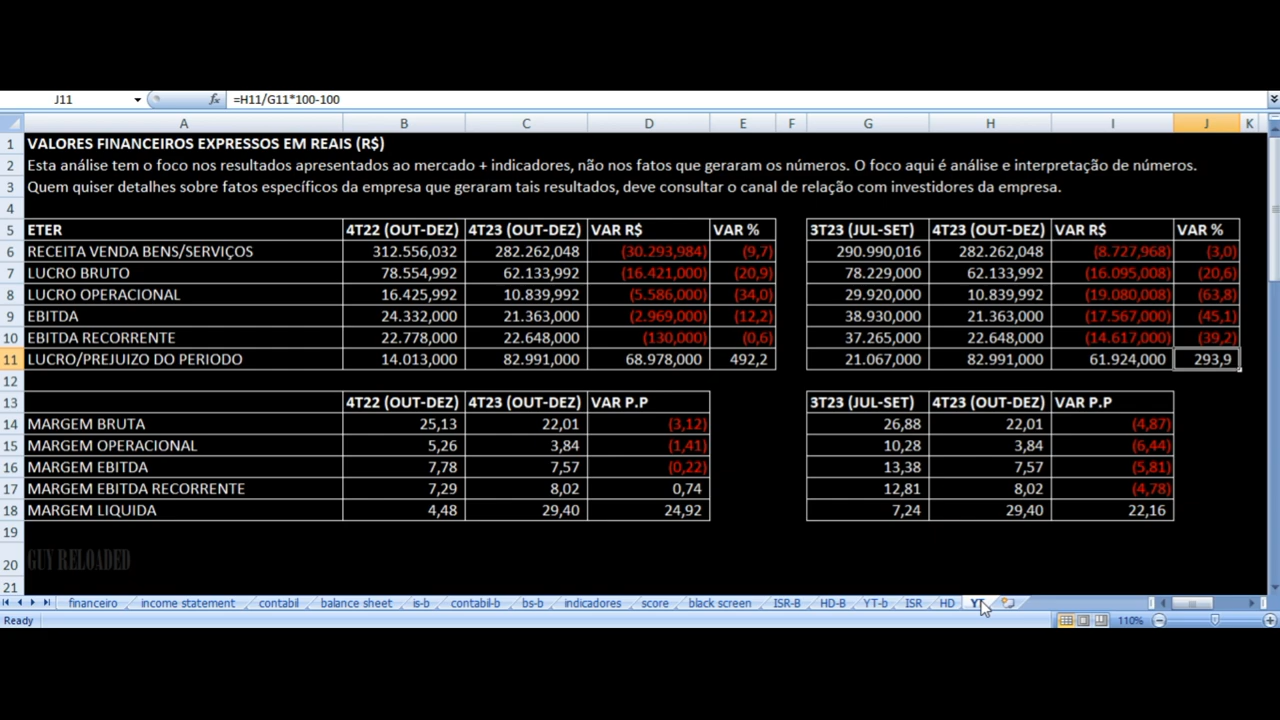 J11 fx =H11/G11*100-100
A B C D E F G H I J K
1 VALORES FINANCEIROS EXPRESSOS EM REAIS (R$)
2 Esta análise tem o foco nos resultados apresentados ao mercado + indicadores, não nos fatos que geraram os números. O foco aqui é análise e interpretação de números.
3 Quem quiser detalhes sobre fatos específicos da empresa que geraram tais resultados, deve consultar o canal de relação com investidores da empresa.
4
5 ETER 4T22 (OUT-DEZ) 4T23 (OUT-DEZ) VAR R$ VAR % 3T23 (JUL-SET) 4T23 (OUT-DEZ) VAR R$ VAR %
6 RECEITA VENDA BENS/SERVIÇOS 312.556,032 282.262,048 (30.293,984) (9,7) 290.990,016 282.262,048 (8.727,968) (3,0)
7 LUCRO BRUTO 78.554,992 62.133,992 (16.421,000) (20,9) 78.229,000 62.133,992 (16.095,008) (20,6)
8 LUCRO OPERACIONAL 16.425,992 10.839,992 (5.586,000) (34,0) 29.920,000 10.839,992 (19.080,008) (63,8)
9 EBITDA 24.332,000 21.363,000 (2.969,000) (12,2) 38.930,000 21.363,000 (17.567,000) (45,1)
10 EBITDA RECORRENTE 22.778,000 22.648,000 (130,000) (0,6) 37.265,000 22.648,000 (14.617,000) (39,2)
11 LUCRO/PREJUIZO DO PERIODO 14.013,000 82.991,000 68.978,000 492,2 21.067,000 82.991,000 61.924,000 293,9
12
13 4T22 (OUT-DEZ) 4T23 (OUT-DEZ) VAR P.P 3T23 (JUL-SET) 4T23 (OUT-DEZ) VAR P.P
14 MARGEM BRUTA 25,13 22,01 (3,12) 26,88 22,01 (4,87)
15 MARGEM OPERACIONAL 5,26 3,84 (1,41) 10,28 3,84 (6,44)
16 MARGEM EBITDA 7,78 7,57 (0,22) 13,38 7,57 (5,81)
17 MARGEM EBITDA RECORRENTE 7,29 8,02 0,74 12,81 8,02 (4,78)
18 MARGEM LIQUIDA 4,48 29,40 24,92 7,24 29,40 22,16
19
20 GUY RELOADED
21
financeiro income statement contabil balance sheet is-b contabil-b bs-b indicadores score black screen ISR-B HD-B YT-b ISR HD YT
Ready 110%